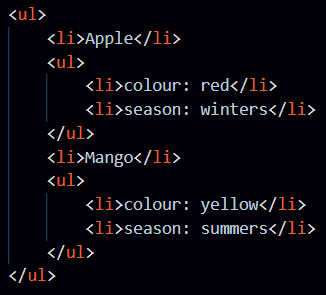 <ul>
    <li>Apple</li>
    <ul>
        <li>colour: red</li>
        <li>season: winters</li>
    </ul>
    <li>Mango</li>
    <ul>
        <li>colour: yellow</li>
        <li>season: summers</li>
    </ul>
</ul>